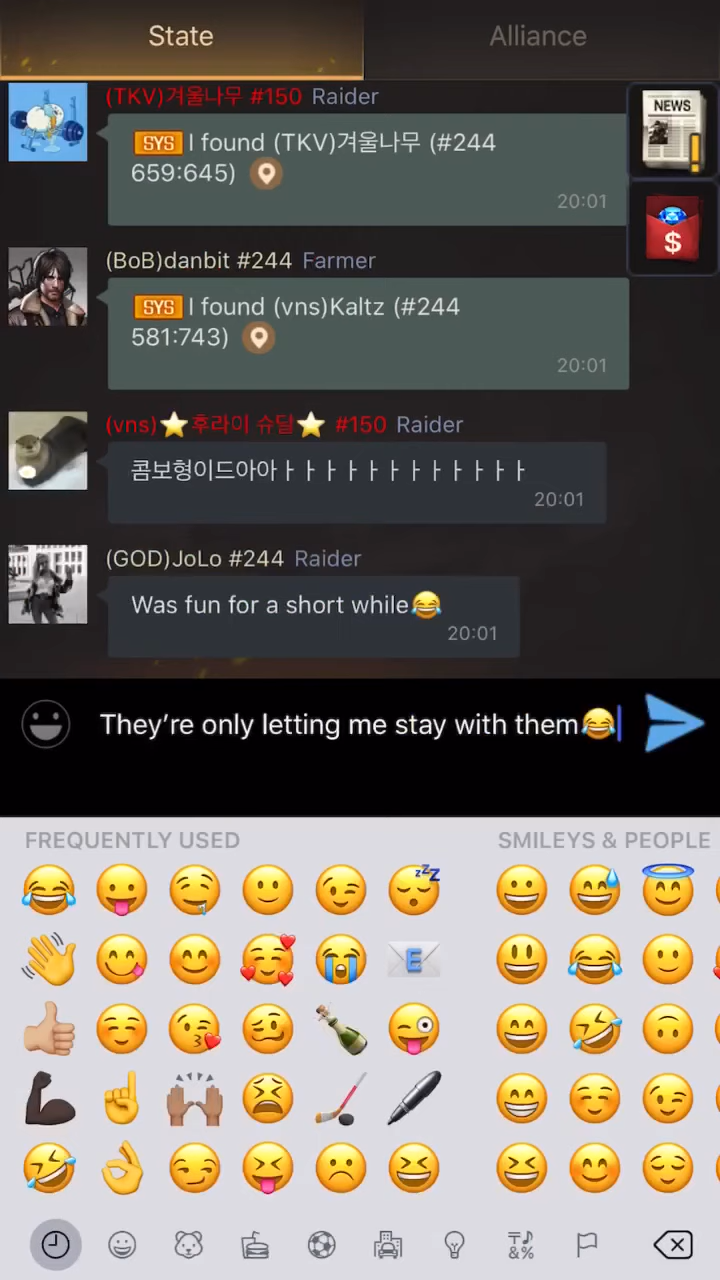 State Alliance
(TKV)겨울나무 #150 Raider
NEWS
SYS I found (TKV)겨울나무 (#244
659:645)
20:01
$
(BoB)danbit #244 Farmer
SYS I found (vns)Kaltz (#244
581:743)
20:01
(vns)⭐후라이 슈딜⭐ #150 Raider
콤보형이드아아ㅏㅏㅏㅏㅏㅏㅏㅏㅏㅏㅏㅏ
20:01
(GOD)JoLo #244 Raider
Was fun for a short while😂
20:01
They’re only letting me stay with them😂
FREQUENTLY USED SMILEYS & PEOPLE